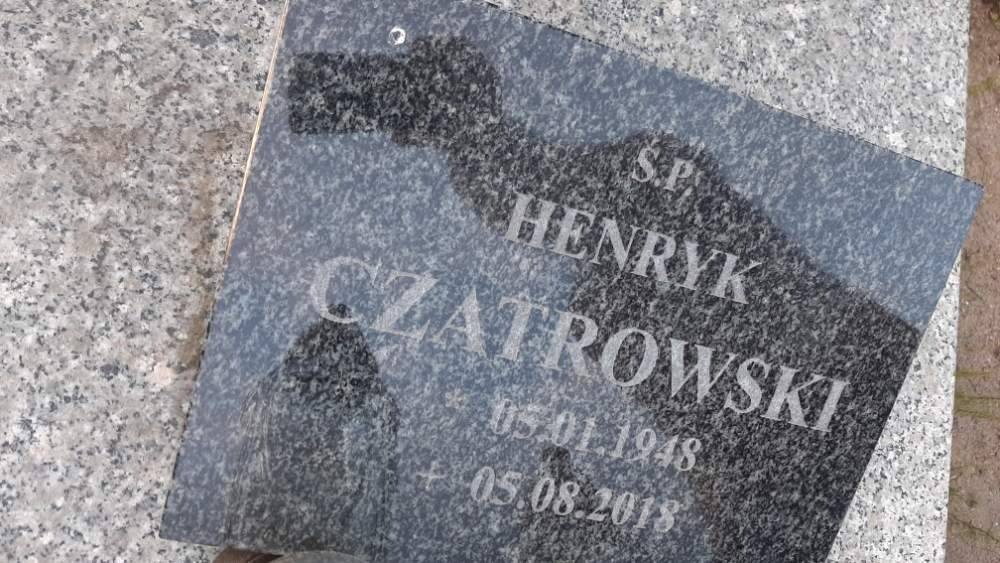 Ś.P.
HENRYK
CZATROWSKI
* 05.01.1948
+ 05.08.2018